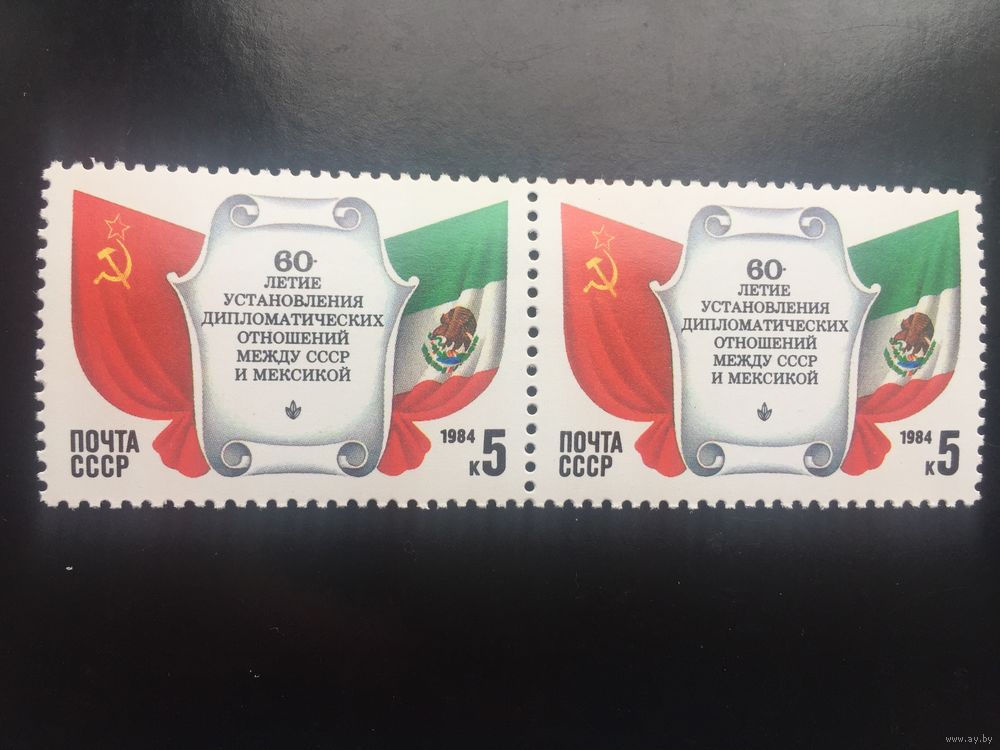 60-
ЛЕТИЕ
УСТАНОВЛЕНИЯ
ДИПЛОМАТИЧЕСКИХ
ОТНОШЕНИЙ
МЕЖДУ СССР
И МЕКСИКОЙ
ПОЧТА
СССР
1984
к5
60-
ЛЕТИЕ
УСТАНОВЛЕНИЯ
ДИПЛОМАТИЧЕСКИХ
ОТНОШЕНИЙ
МЕЖДУ СССР
И МЕКСИКОЙ
ПОЧТА
СССР
1984
к5
www.ay.by